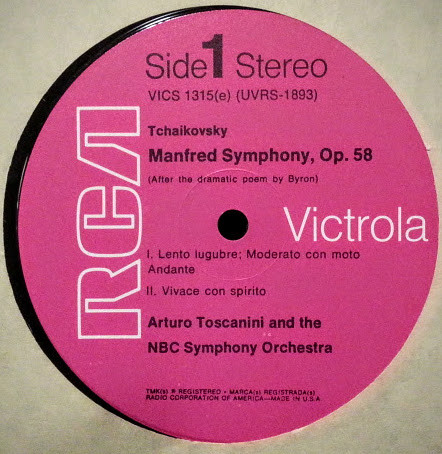 Side 1 Stereo
VICS 1315(e) (UVRS-1893)
Tchaikovsky
Manfred Symphony, Op. 58
(After the dramatic poem by Byron)
RCA
Victrola
I. Lento lugubre; Moderato con moto
Andante
II. Vivace con spirito
Arturo Toscanini and the
NBC Symphony Orchestra
TMK(s) ® REGISTERED • MARCA(s) REGISTRADA(s)
RADIO CORPORATION OF AMERICA—MADE IN U.S.A